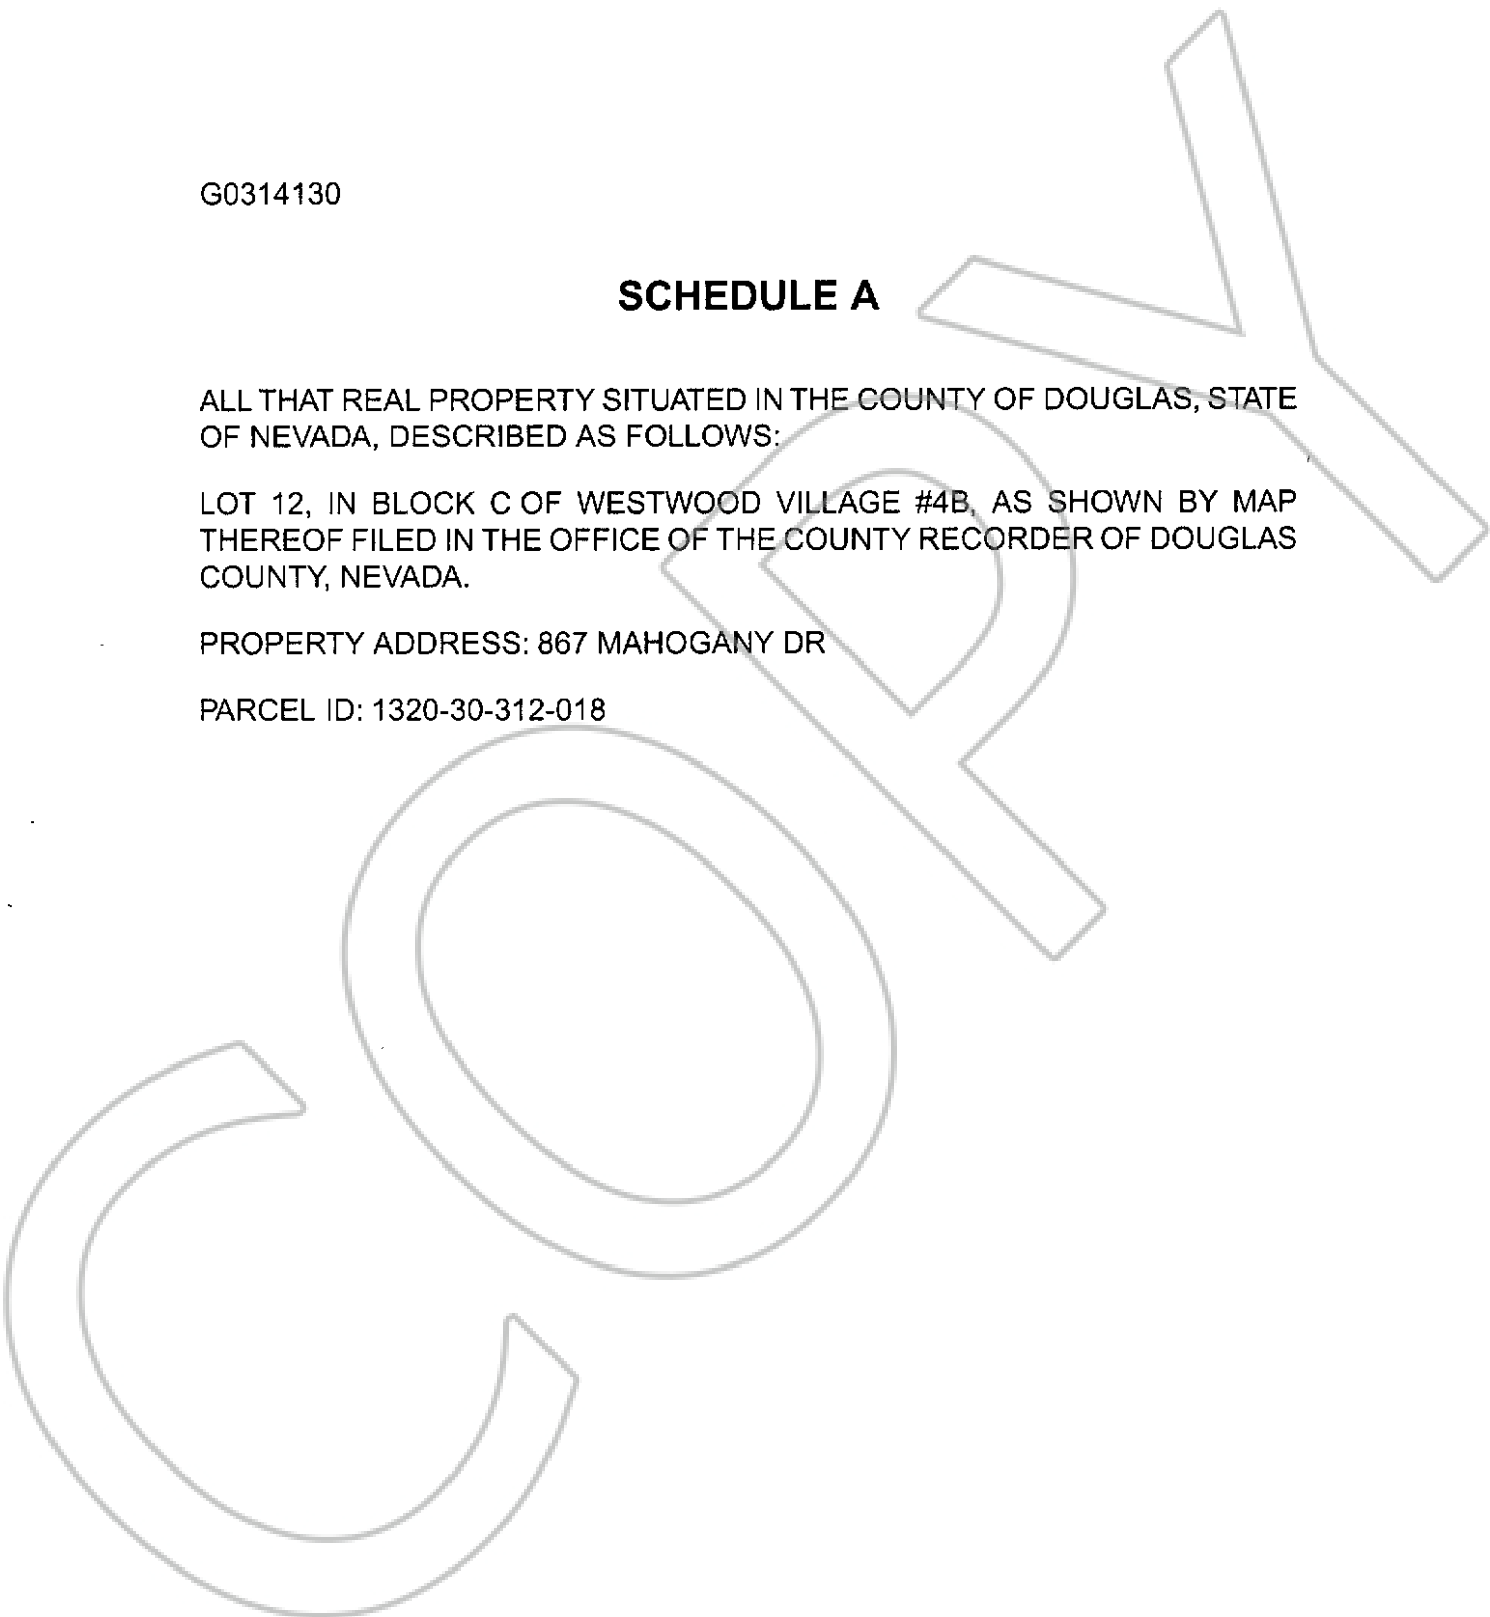 G0314130
SCHEDULE A
ALL THAT REAL PROPERTY SITUATED IN THE COUNTY OF DOUGLAS, STATE
OF NEVADA, DESCRIBED AS FOLLOWS:
LOT 12, IN BLOCK C OF WESTWOOD VILLAGE #4B, AS SHOWN BY MAP
THEREOF FILED IN THE OFFICE OF THE COUNTY RECORDER OF DOUGLAS
COUNTY, NEVADA.
PROPERTY ADDRESS: 867 MAHOGANY DR
PARCEL ID: 1320-30-312-018
COPY